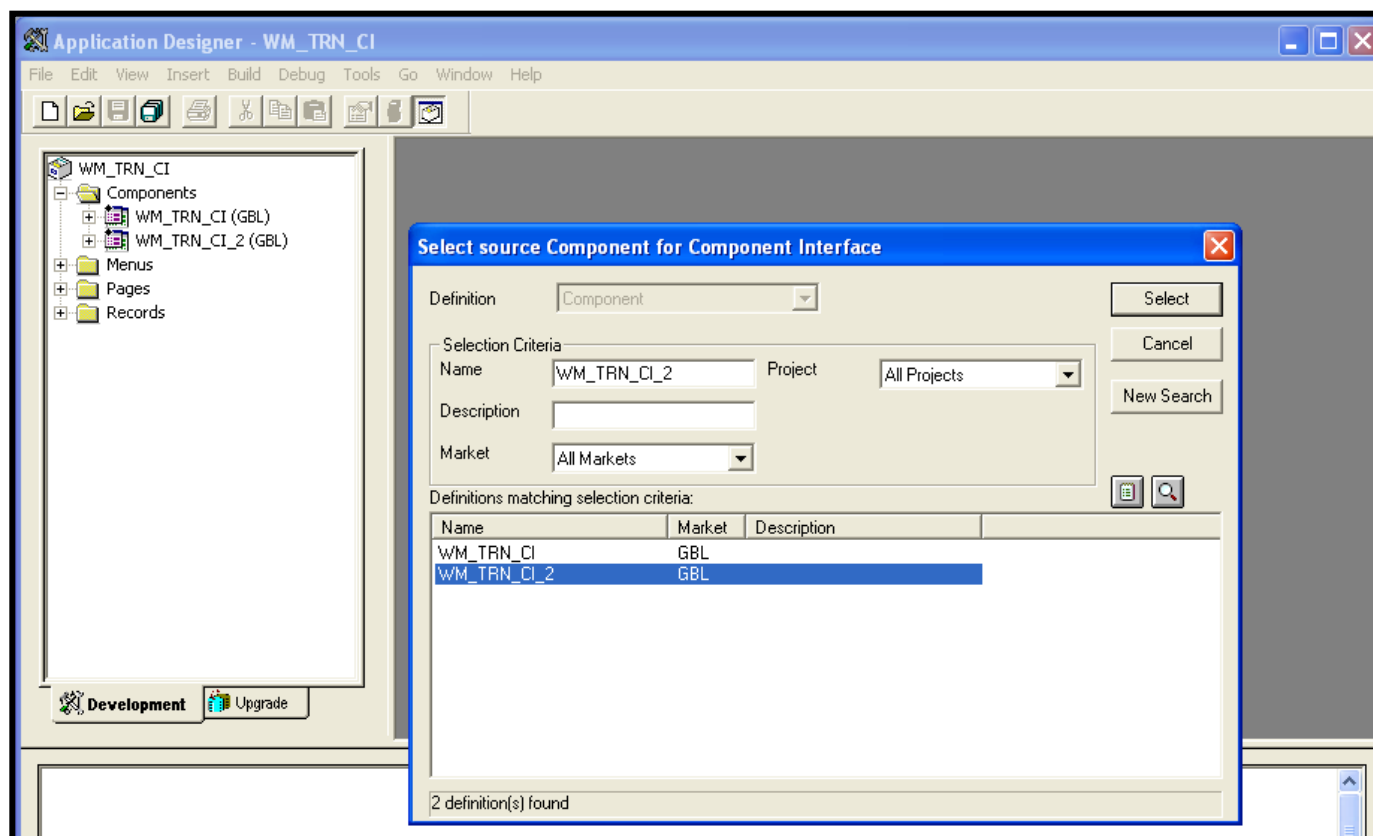 Application Designer - WM_TRN_CI
File Edit View Insert Build Debug Tools Go Window Help
WM_TRN_CI
Components
WM_TRN_CI (GBL)
WM_TRN_CI_2 (GBL)
Menus
Pages
Records
Development Upgrade
Select source Component for Component Interface
Definition Component Select
Selection Criteria Cancel
Name WM_TRN_CI_2 Project All Projects
New Search
Description
Market All Markets
Definitions matching selection criteria:
Name Market Description
WM_TRN_CI GBL
WM_TRN_CI_2 GBL
2 definition(s) found